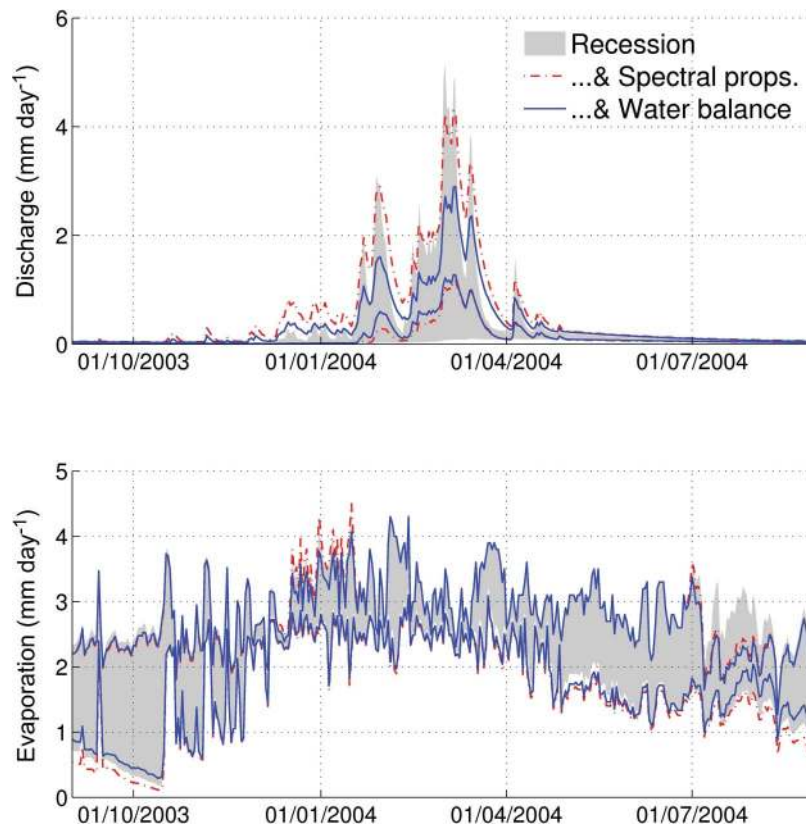 Recession
...& Spectral props.
...& Water balance
Discharge (mm day-1)
6
4
2
0
01/10/2003 01/01/2004 01/04/2004 01/07/2004
Evaporation (mm day-1)
5
4
3
2
1
0
01/10/2003 01/01/2004 01/04/2004 01/07/2004